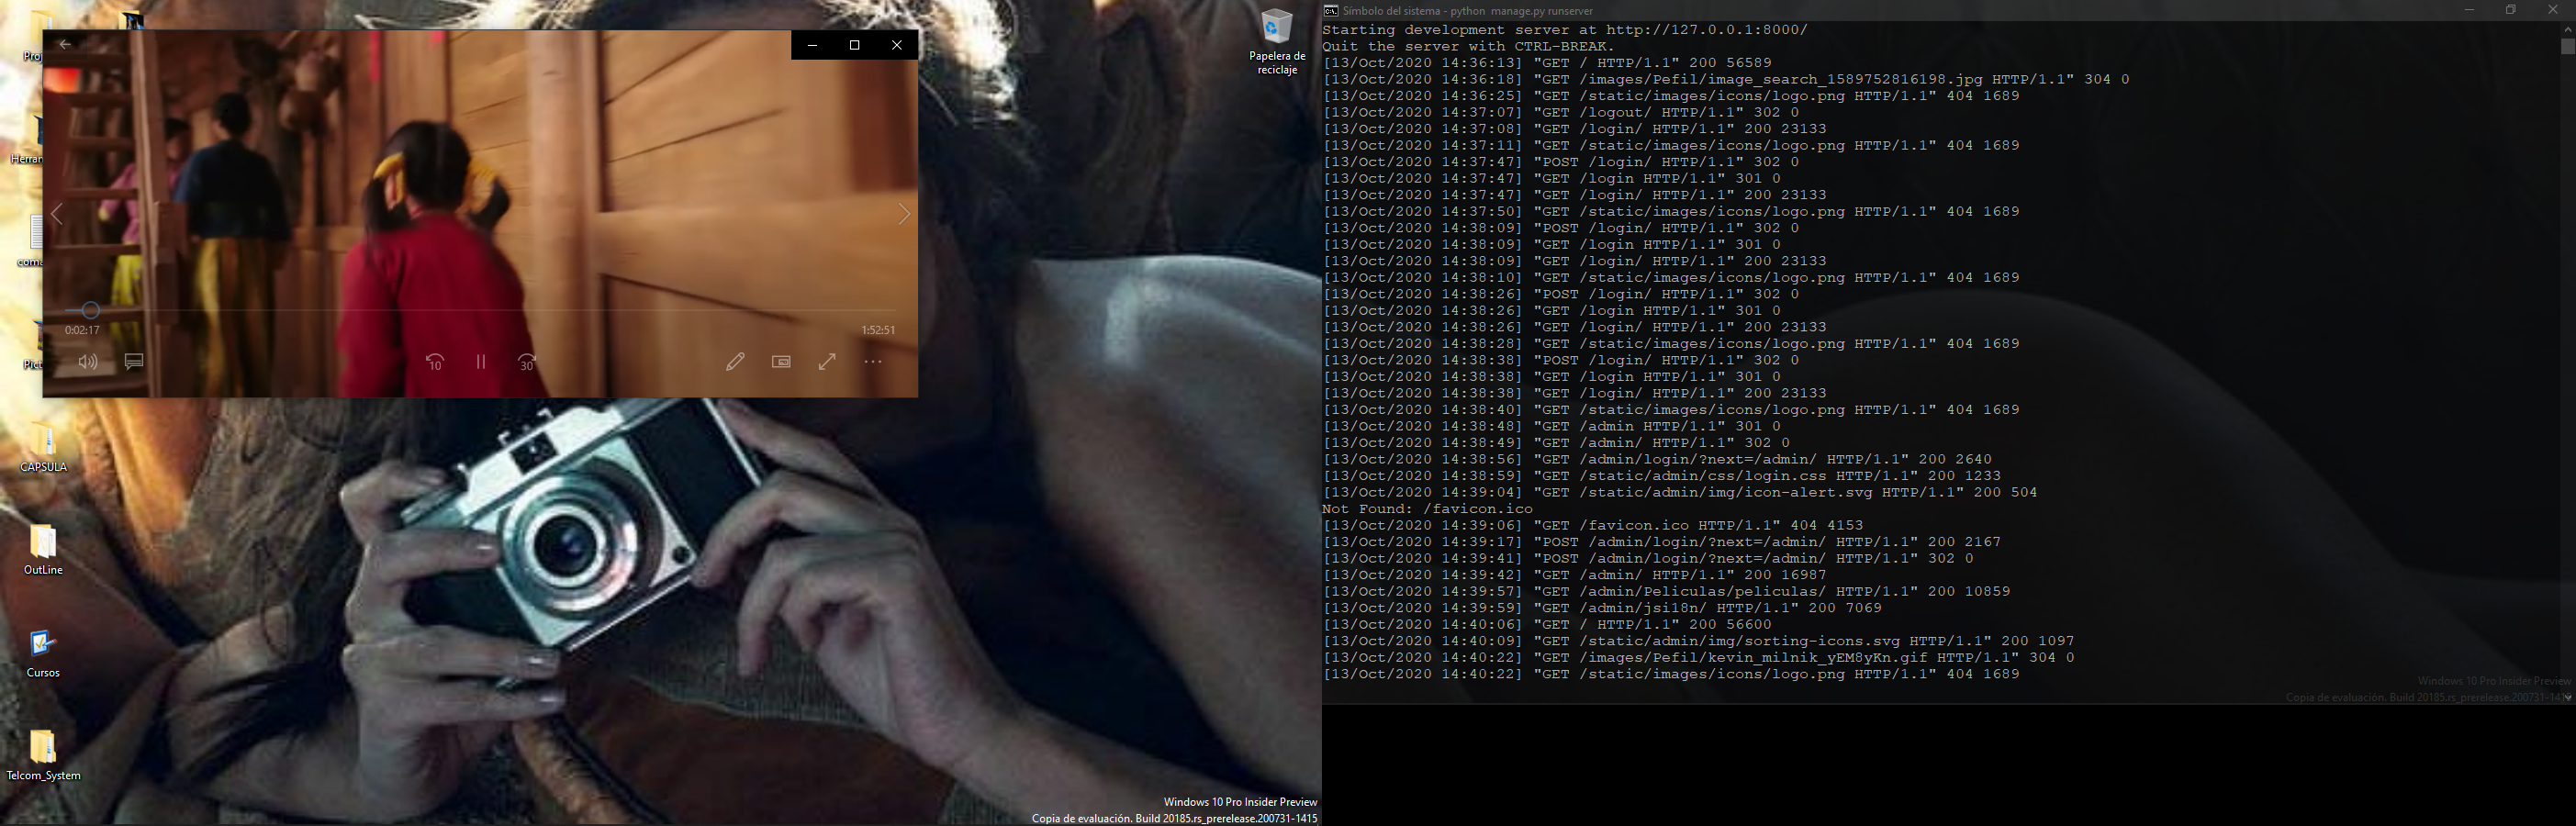 Papelera de
reciclaje
0:02:17
1:52:51
10
30
CAPSULA
OutLine
Cursos
Telcom_System
Windows 10 Pro Insider Preview
Copia de evaluación. Build 20185.rs_prerelease.200731-1415
Símbolo del sistema - python  manage.py runserver
Starting development server at http://127.0.0.1:8000/
Quit the server with CTRL-BREAK.
[13/Oct/2020 14:36:13] "GET / HTTP/1.1" 200 56589
[13/Oct/2020 14:36:18] "GET /images/Pefil/image_search_1589752816198.jpg HTTP/1.1" 304 0
[13/Oct/2020 14:36:25] "GET /static/images/icons/logo.png HTTP/1.1" 404 1689
[13/Oct/2020 14:37:07] "GET /logout/ HTTP/1.1" 302 0
[13/Oct/2020 14:37:08] "GET /login/ HTTP/1.1" 200 23133
[13/Oct/2020 14:37:11] "GET /static/images/icons/logo.png HTTP/1.1" 404 1689
[13/Oct/2020 14:37:47] "POST /login/ HTTP/1.1" 302 0
[13/Oct/2020 14:37:47] "GET /login HTTP/1.1" 301 0
[13/Oct/2020 14:37:47] "GET /login/ HTTP/1.1" 200 23133
[13/Oct/2020 14:37:50] "GET /static/images/icons/logo.png HTTP/1.1" 404 1689
[13/Oct/2020 14:38:09] "POST /login/ HTTP/1.1" 302 0
[13/Oct/2020 14:38:09] "GET /login HTTP/1.1" 301 0
[13/Oct/2020 14:38:09] "GET /login/ HTTP/1.1" 200 23133
[13/Oct/2020 14:38:10] "GET /static/images/icons/logo.png HTTP/1.1" 404 1689
[13/Oct/2020 14:38:26] "POST /login/ HTTP/1.1" 302 0
[13/Oct/2020 14:38:26] "GET /login HTTP/1.1" 301 0
[13/Oct/2020 14:38:26] "GET /login/ HTTP/1.1" 200 23133
[13/Oct/2020 14:38:28] "GET /static/images/icons/logo.png HTTP/1.1" 404 1689
[13/Oct/2020 14:38:38] "POST /login/ HTTP/1.1" 302 0
[13/Oct/2020 14:38:38] "GET /login HTTP/1.1" 301 0
[13/Oct/2020 14:38:38] "GET /login/ HTTP/1.1" 200 23133
[13/Oct/2020 14:38:40] "GET /static/images/icons/logo.png HTTP/1.1" 404 1689
[13/Oct/2020 14:38:48] "GET /admin HTTP/1.1" 301 0
[13/Oct/2020 14:38:49] "GET /admin/ HTTP/1.1" 302 0
[13/Oct/2020 14:38:56] "GET /admin/login/?next=/admin/ HTTP/1.1" 200 2640
[13/Oct/2020 14:38:59] "GET /static/admin/css/login.css HTTP/1.1" 200 1233
[13/Oct/2020 14:39:04] "GET /static/admin/img/icon-alert.svg HTTP/1.1" 200 504
Not Found: /favicon.ico
[13/Oct/2020 14:39:06] "GET /favicon.ico HTTP/1.1" 404 4153
[13/Oct/2020 14:39:17] "POST /admin/login/?next=/admin/ HTTP/1.1" 200 2167
[13/Oct/2020 14:39:41] "POST /admin/login/?next=/admin/ HTTP/1.1" 302 0
[13/Oct/2020 14:39:42] "GET /admin/ HTTP/1.1" 200 16987
[13/Oct/2020 14:39:57] "GET /admin/Peliculas/peliculas/ HTTP/1.1" 200 10859
[13/Oct/2020 14:39:59] "GET /admin/jsi18n/ HTTP/1.1" 200 7069
[13/Oct/2020 14:40:06] "GET / HTTP/1.1" 200 56600
[13/Oct/2020 14:40:09] "GET /static/admin/img/sorting-icons.svg HTTP/1.1" 200 1097
[13/Oct/2020 14:40:22] "GET /images/Pefil/kevin_milnik_yEM8yKn.gif HTTP/1.1" 304 0
[13/Oct/2020 14:40:22] "GET /static/images/icons/logo.png HTTP/1.1" 404 1689
Windows 10 Pro Insider Preview
Copia de evaluación. Build 20185.rs_prerelease.200731-1415